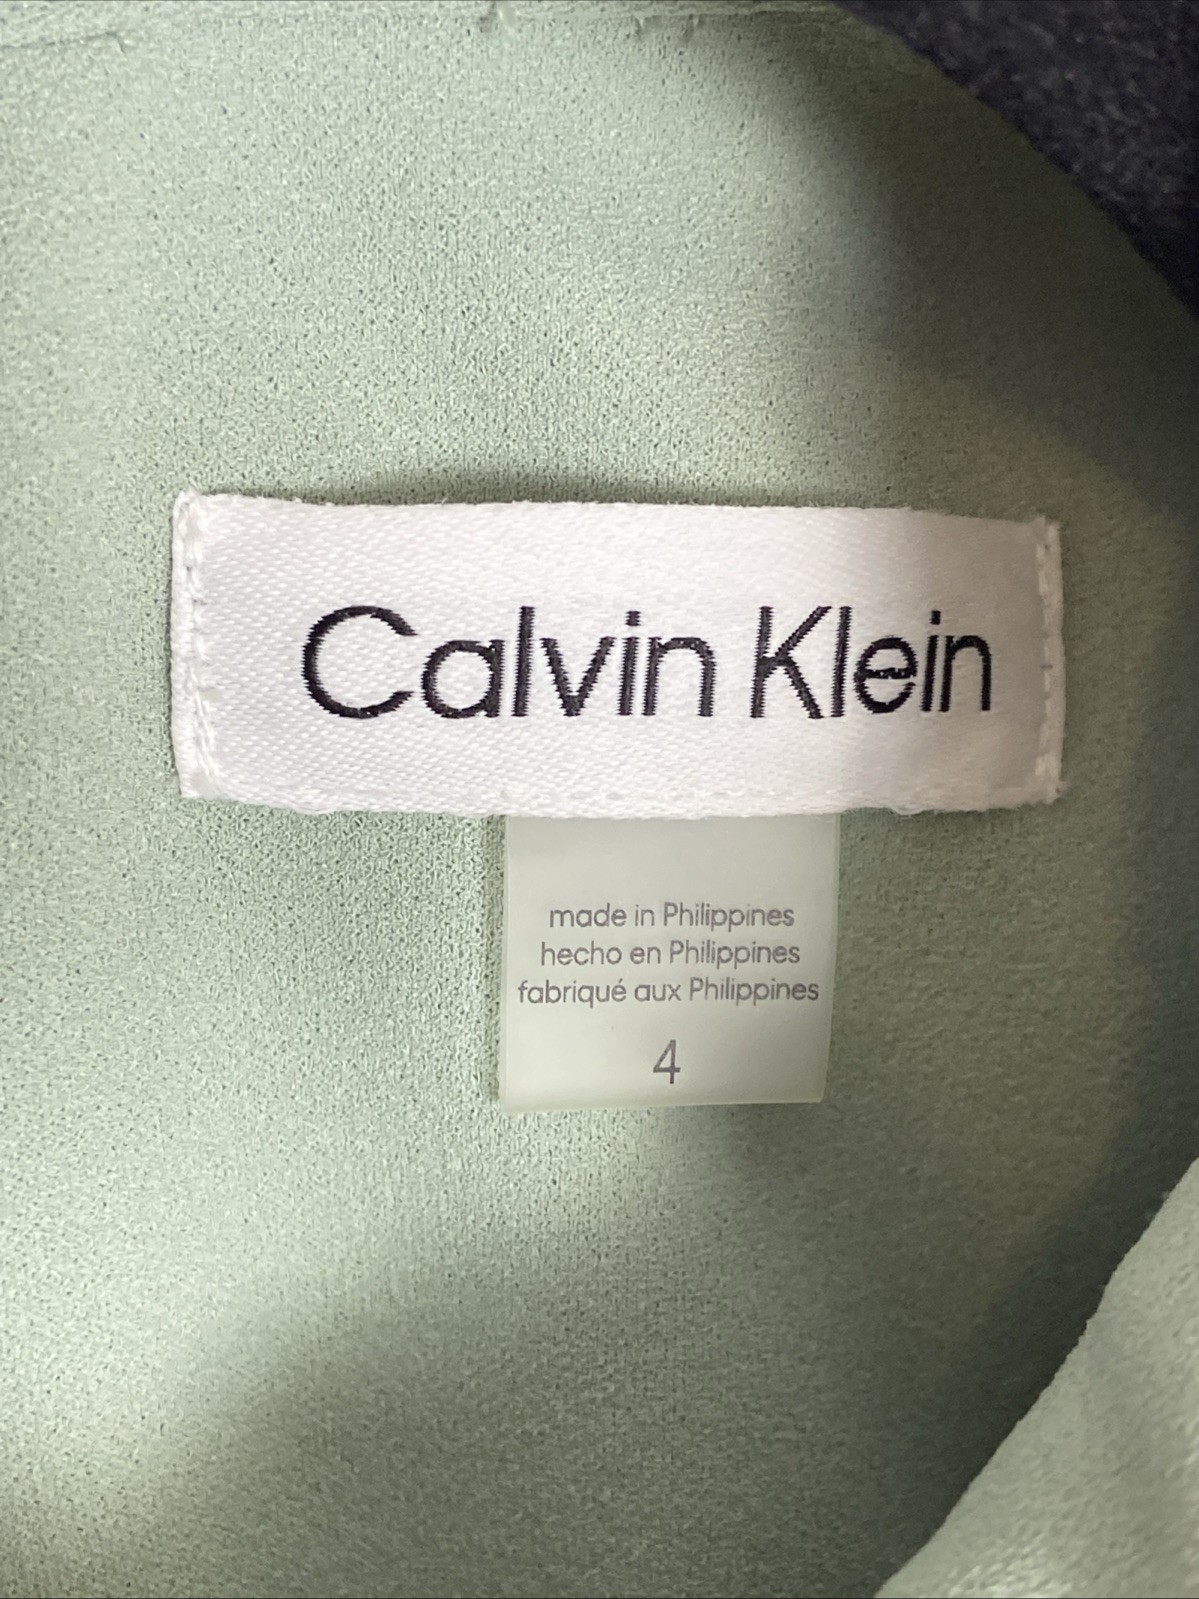 Calvin Klein
made in Philippines
hecho en Philippines
fabriqué aux Philippines
4